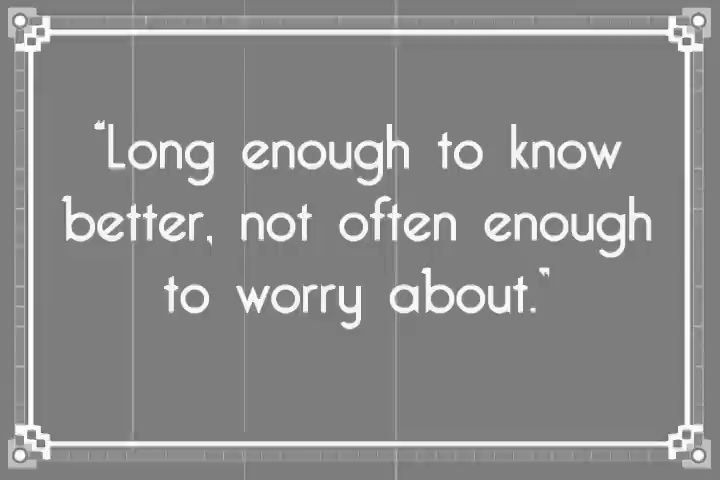 "Long enough to know
better, not often enough
to worry about."